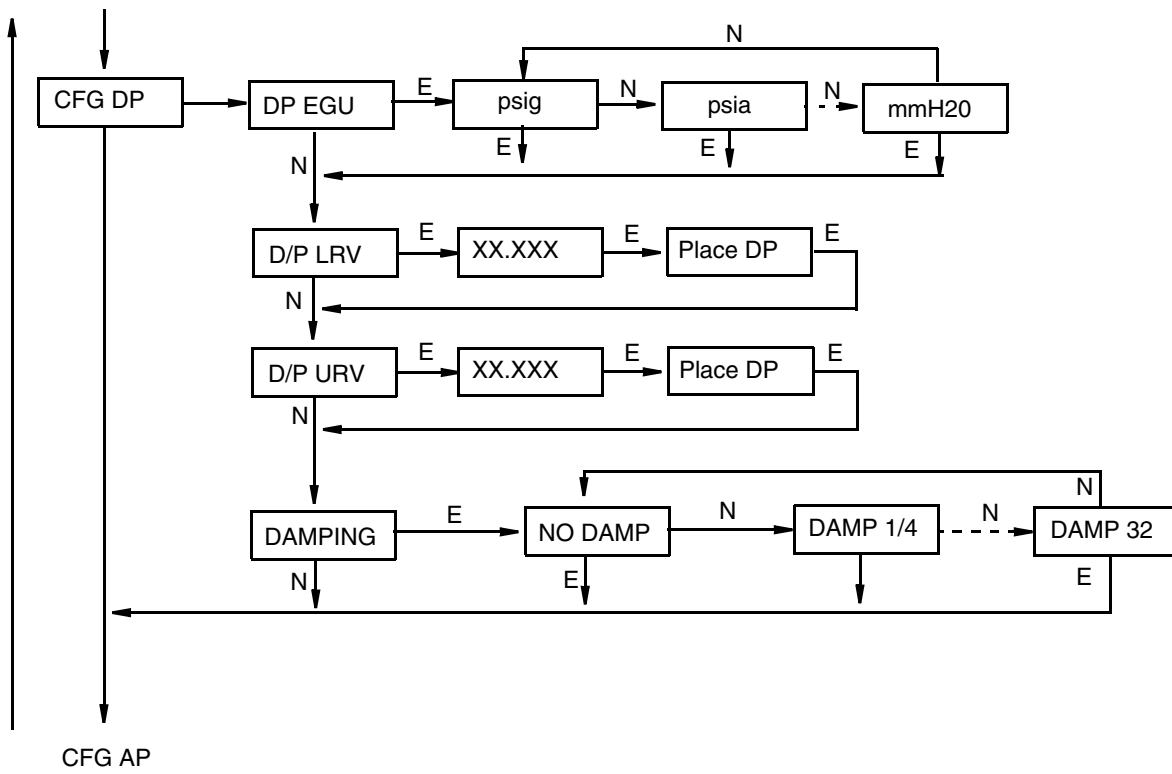 N
CFG DP
DP EGU
E
psig
N
psia
N
mmH20
E
E
E
N
D/P LRV
E
XX.XXX
E
Place DP
E
N
D/P URV
E
XX.XXX
E
Place DP
E
N
N
DAMPING
E
NO DAMP
N
DAMP 1/4
N
DAMP 32
N
E
E
CFG AP